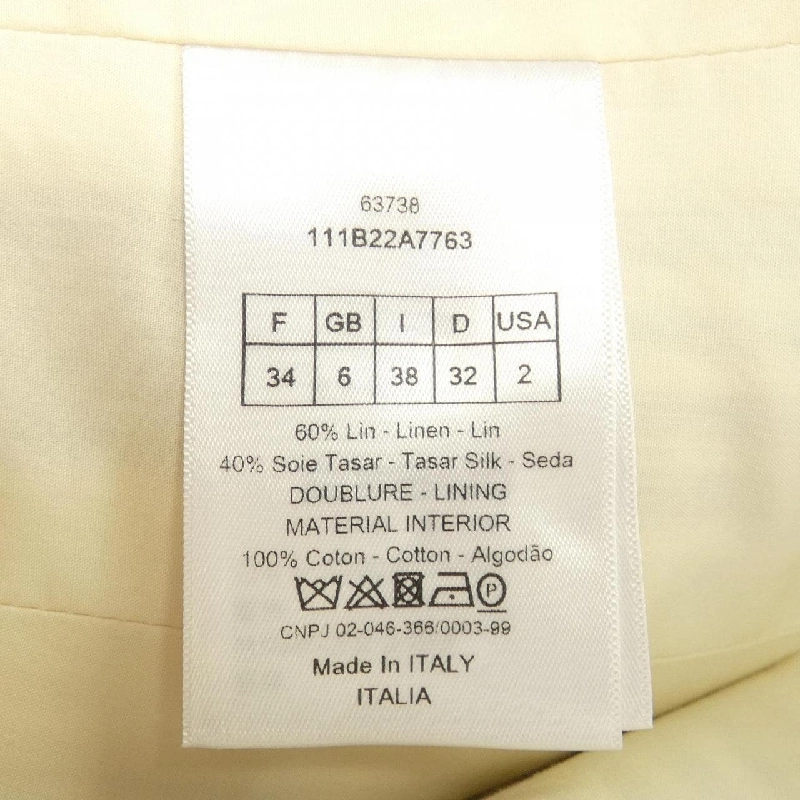 63738
111B22A7763
F GB I D USA
34 6 38 32 2
60% Lin - Linen - Lin
40% Soie Tasar - Tasar Silk - Seda
DOUBLURE - LINING
MATERIAL INTERIOR
100% Coton - Cotton - Algodão
P
CNPJ 02-046-366/0003-99
Made In ITALY
ITALIA